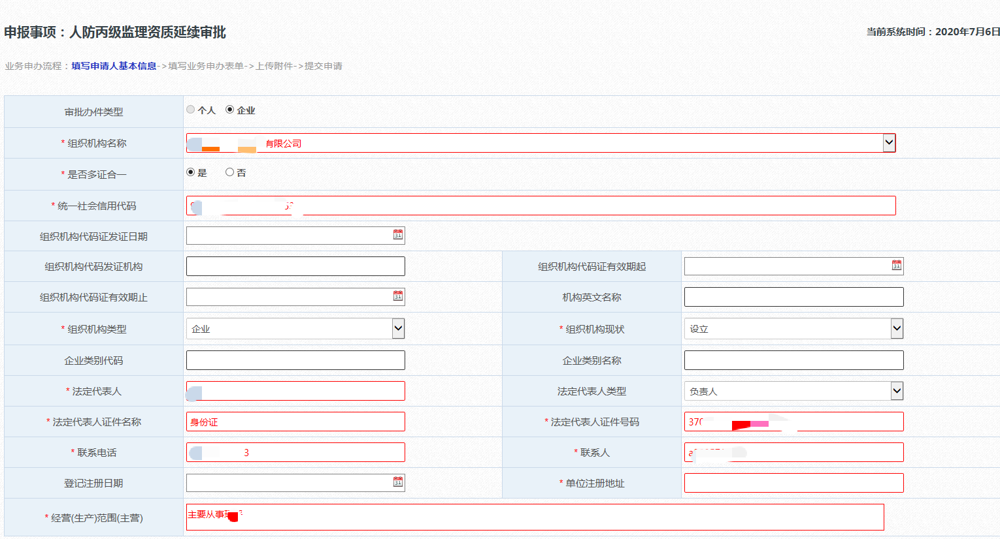 申报事项：人防丙级监理资质延续审批
当前系统时间：2020年7月6日
业务申办流程：填写申请人基本信息->填写业务申办表单->上传附件->提交申请
审批办件类型 个人 企业
* 组织机构名称 有限公司
* 是否多证合一 是 否
* 统一社会信用代码
组织机构代码证发证日期
组织机构代码发证机构 组织机构代码证有效期起
组织机构代码证有效期止 机构英文名称
* 组织机构类型 企业 * 组织机构现状 设立
企业类别代码 企业类别名称
* 法定代表人 法定代表人类型 负责人
* 法定代表人证件名称 身份证 * 法定代表人证件号码 370
* 联系电话 3 * 联系人
登记注册日期 * 单位注册地址
* 经营(生产)范围(主营) 主要从事